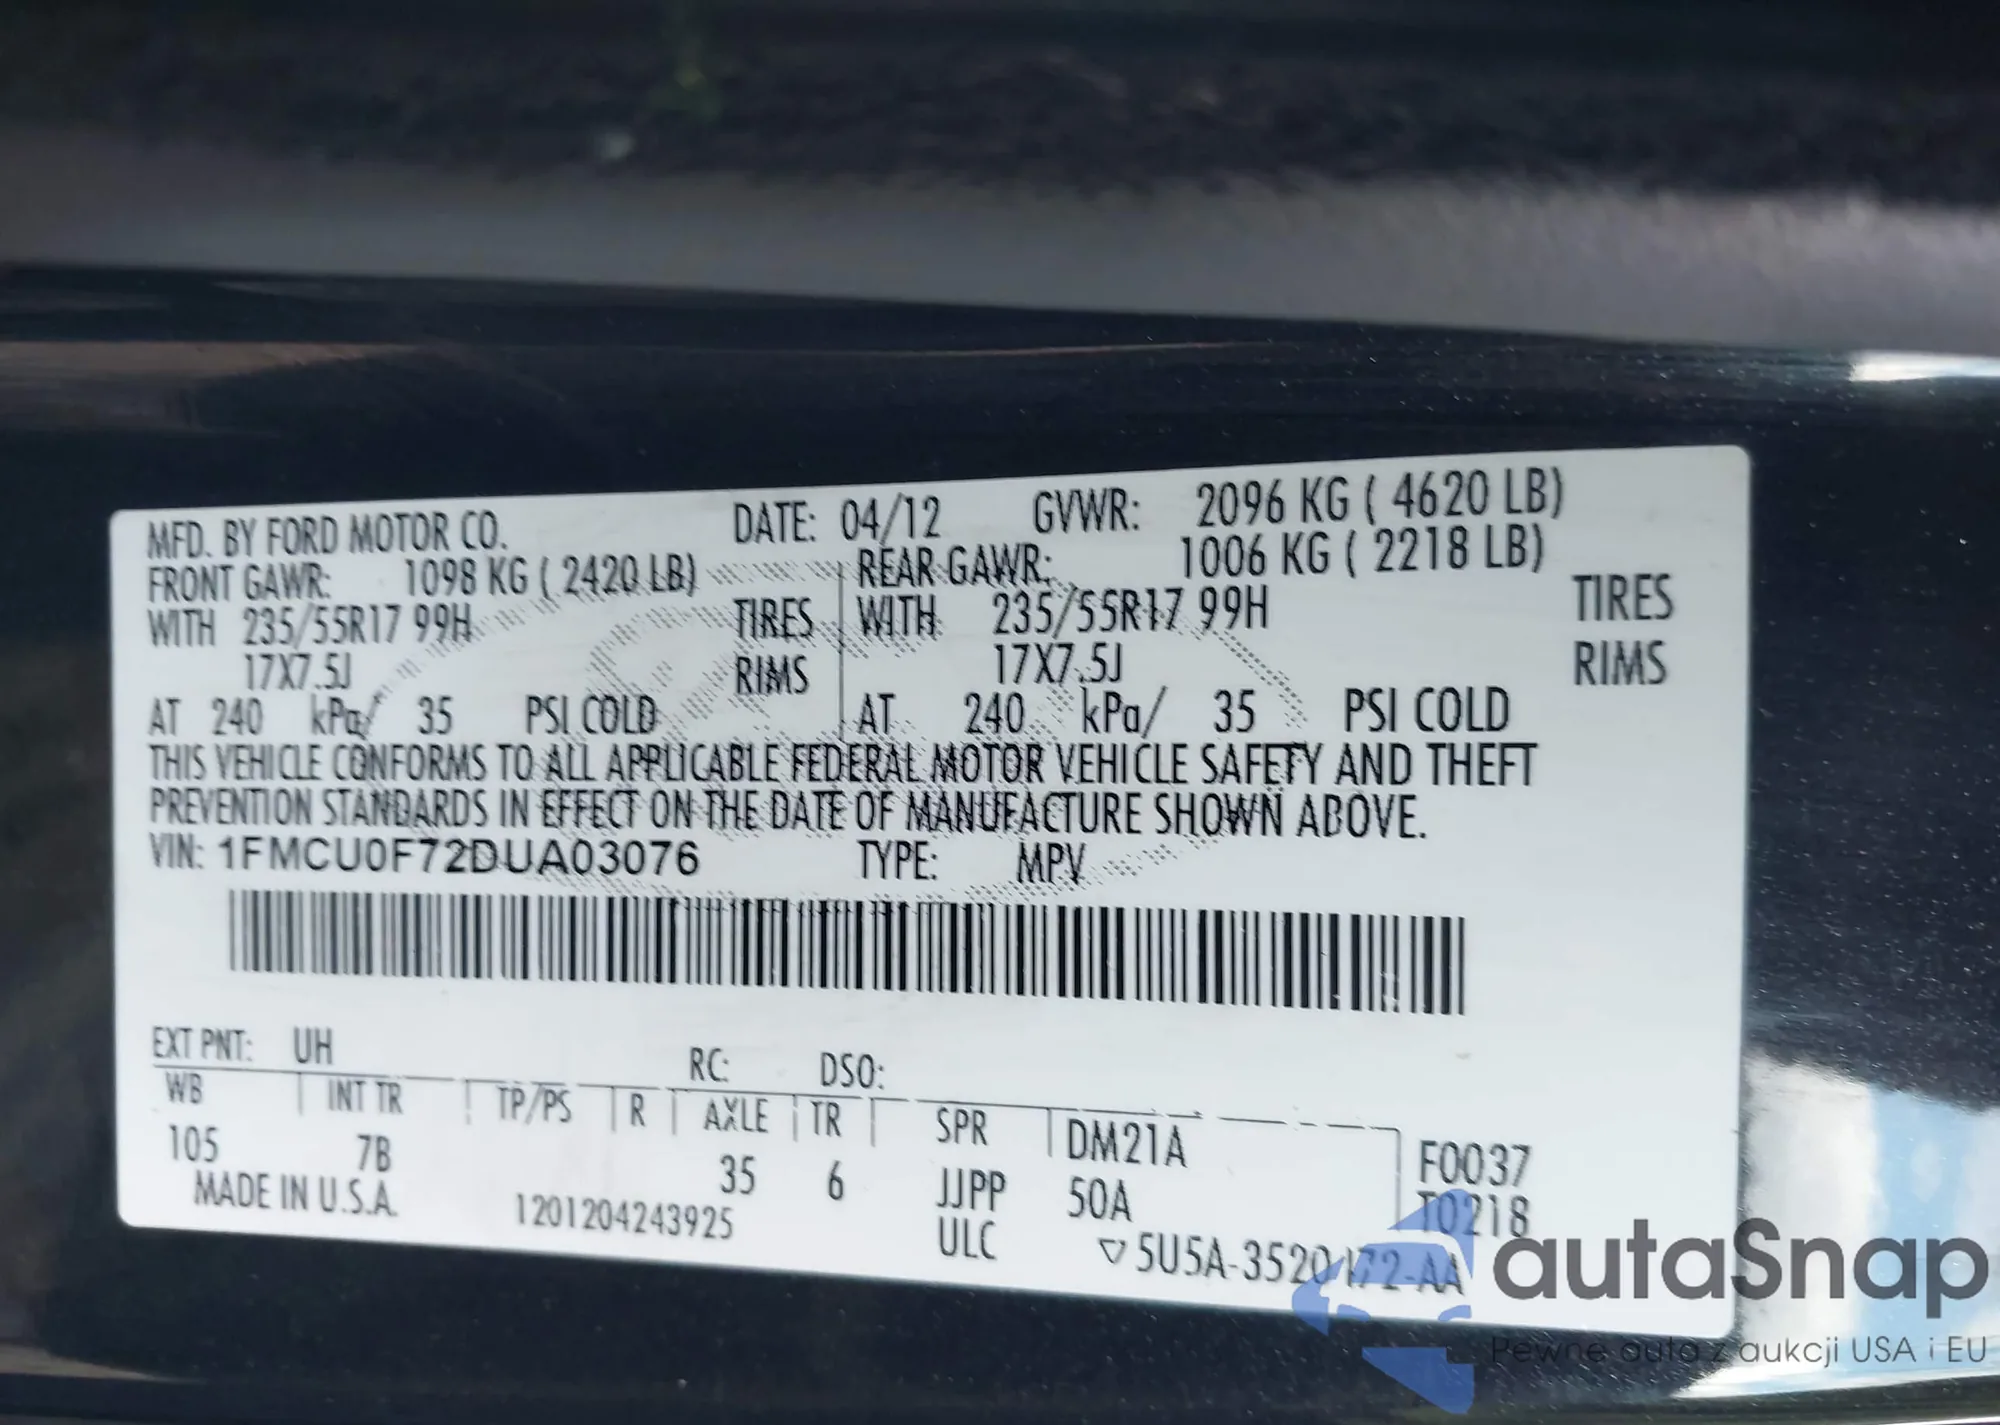 MFD. BY FORD MOTOR CO. DATE: 04/12 GVWR: 2096 KG ( 4620 LB)
FRONT GAWR: 1098 KG ( 2420 LB) REAR GAWR: 1006 KG ( 2218 LB)
WITH 235/55R17 99H TIRES WITH 235/55R17 99H TIRES
17X7.5J RIMS 17X7.5J RIMS
AT 240 kPa/ 35 PSI COLD AT 240 kPa/ 35 PSI COLD
THIS VEHICLE CONFORMS TO ALL APPLICABLE FEDERAL MOTOR VEHICLE SAFETY AND THEFT
PREVENTION STANDARDS IN EFFECT ON THE DATE OF MANUFACTURE SHOWN ABOVE.
VIN: 1FMCU0F72DUA03076 TYPE: MPV
EXT PNT: UH RC: DSO:
WB INT TR TP/PS R AXLE TR SPR DM21A F0037
105 7B 35 6 JJPP 50A T0218
MADE IN U.S.A. 1201204243925 ULC ▽5U5A-3520472-AA
autaSnap
Pewne auta z aukcji USA i EU